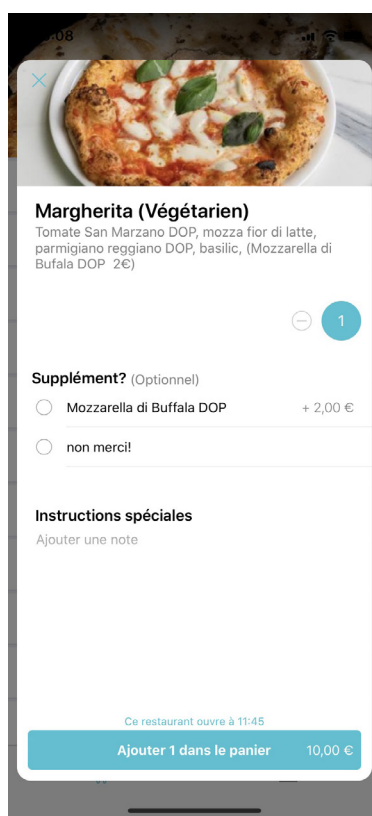 Margherita (Végétarien)
Tomate San Marzano DOP, mozza fior di latte,
parmigiano reggiano DOP, basilic, (Mozzarella di
Bufala DOP 2€)
1
Supplément? (Optionnel)
Mozzarella di Buffala DOP + 2,00 €
non merci!
Instructions spéciales
Ajouter une note
Ce restaurant ouvre à 11:45
Ajouter 1 dans le panier 10,00 €